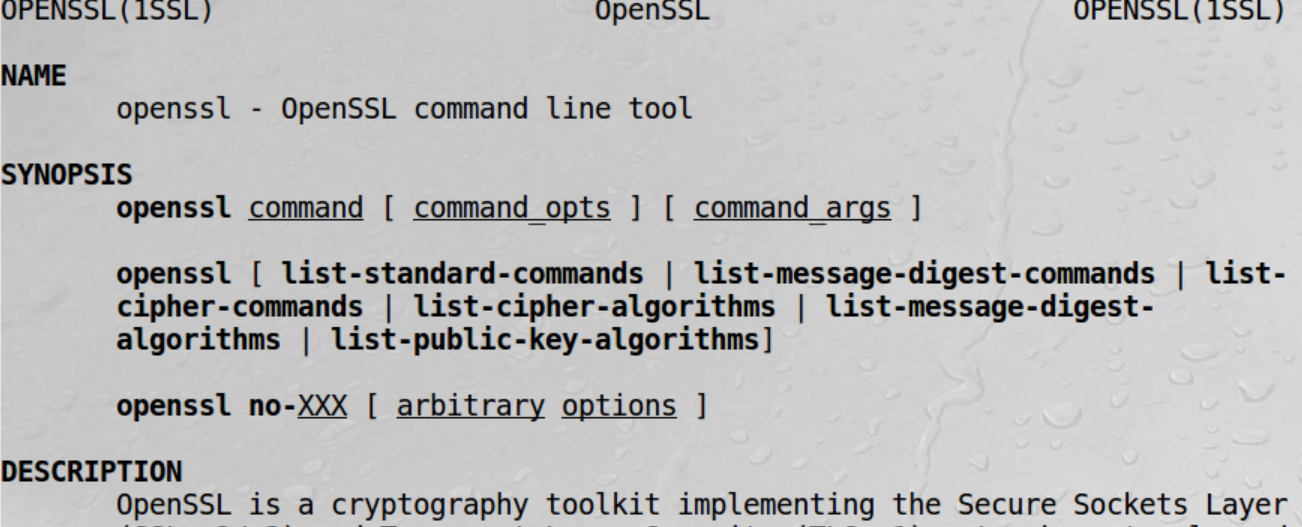 OPENSSL(1SSL) OpenSSL OPENSSL(1SSL)
NAME
openssl - OpenSSL command line tool
SYNOPSIS
openssl command [ command_opts ] [ command_args ]
openssl [ list-standard-commands | list-message-digest-commands | list-
cipher-commands | list-cipher-algorithms | list-message-digest-
algorithms | list-public-key-algorithms]
openssl no-XXX [ arbitrary options ]
DESCRIPTION
OpenSSL is a cryptography toolkit implementing the Secure Sockets Layer